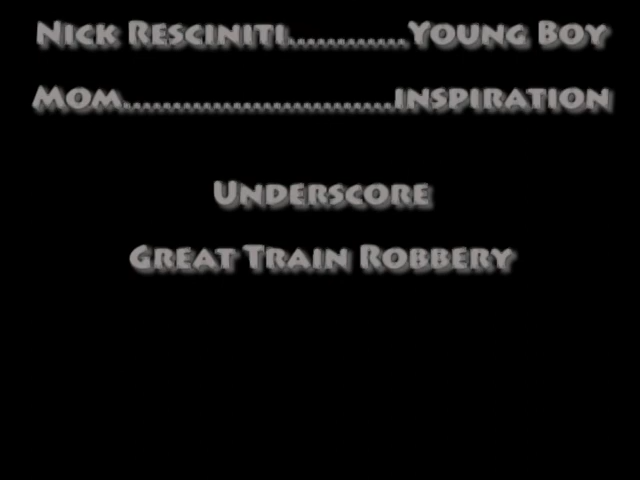 Nick Resciniti............Young Boy
Mom...........................inspiration
Underscore
Great Train Robbery